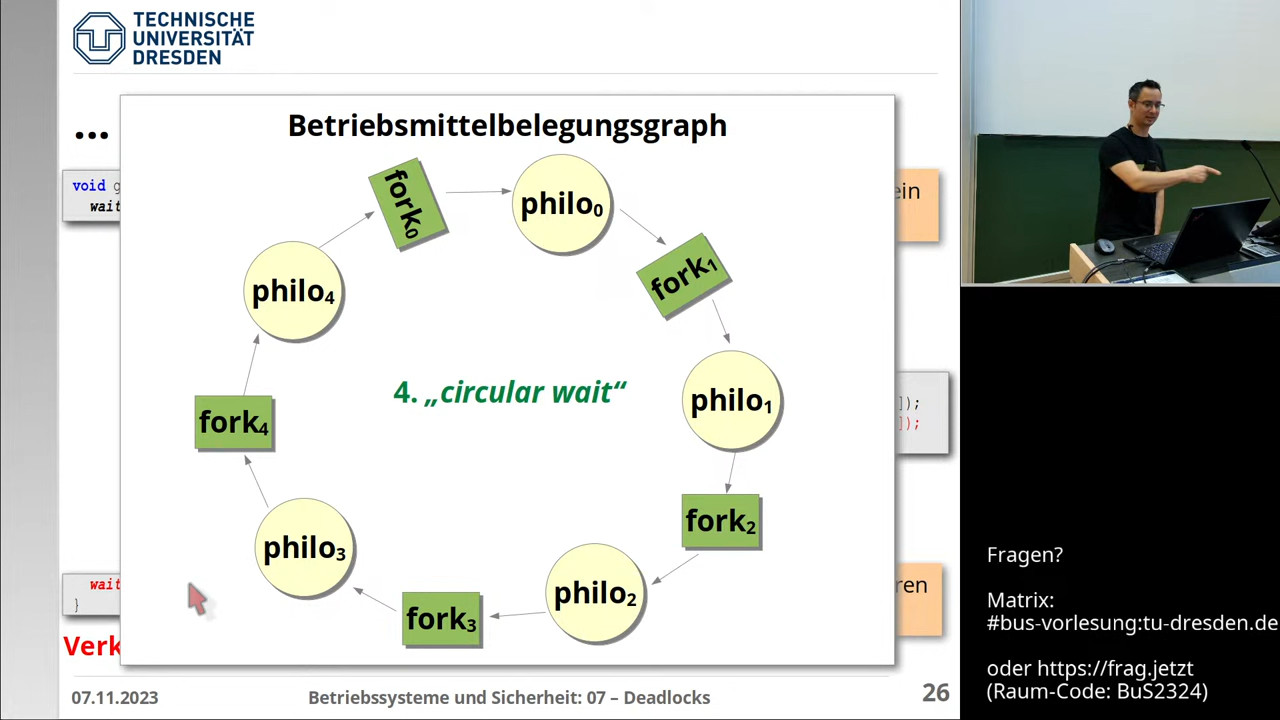 TECHNISCHE
UNIVERSITÄT
DRESDEN
...
Betriebsmittelbelegungsgraph
void
wait
ein
fork₀
philo₀
fork₁
philo₄
4. „circular wait“
philo₁
fork₄
]);
]);
fork₂
philo₃
philo₂
fork₃
wait
}
ren
Verk
07.11.2023
Betriebssysteme und Sicherheit: 07 – Deadlocks
26
Fragen?
Matrix:
#bus-vorlesung:tu-dresden.de
oder https://frag.jetzt
(Raum-Code: BuS2324)